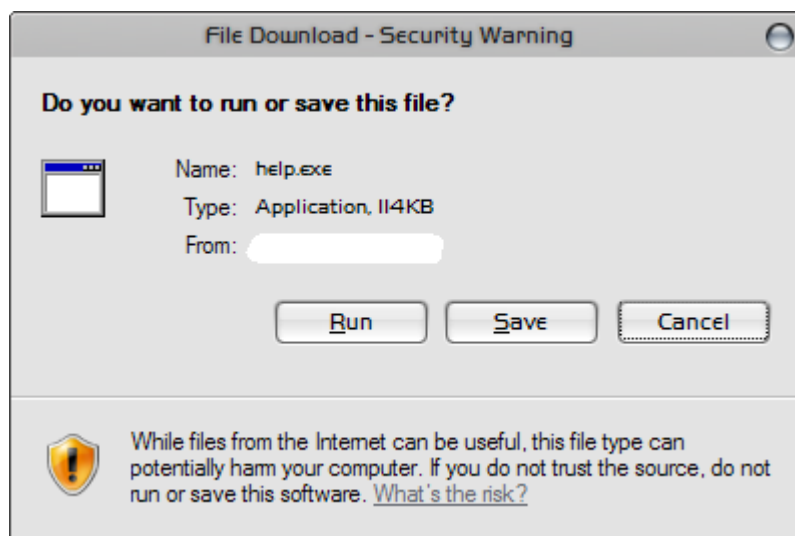 File Download - Security Warning
Do you want to run or save this file?
Name: help.exe
Type: Application, 114KB
From:
Run Save Cancel
While files from the Internet can be useful, this file type can
potentially harm your computer. If you do not trust the source, do not
run or save this software. What's the risk?